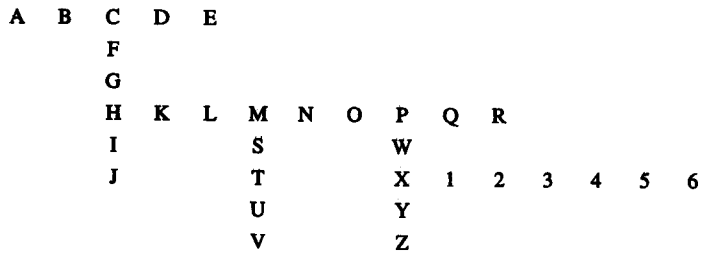 A B C D E
F
G
H K L M N O P Q R
I S W
J T X 1 2 3 4 5 6
U Y
V Z